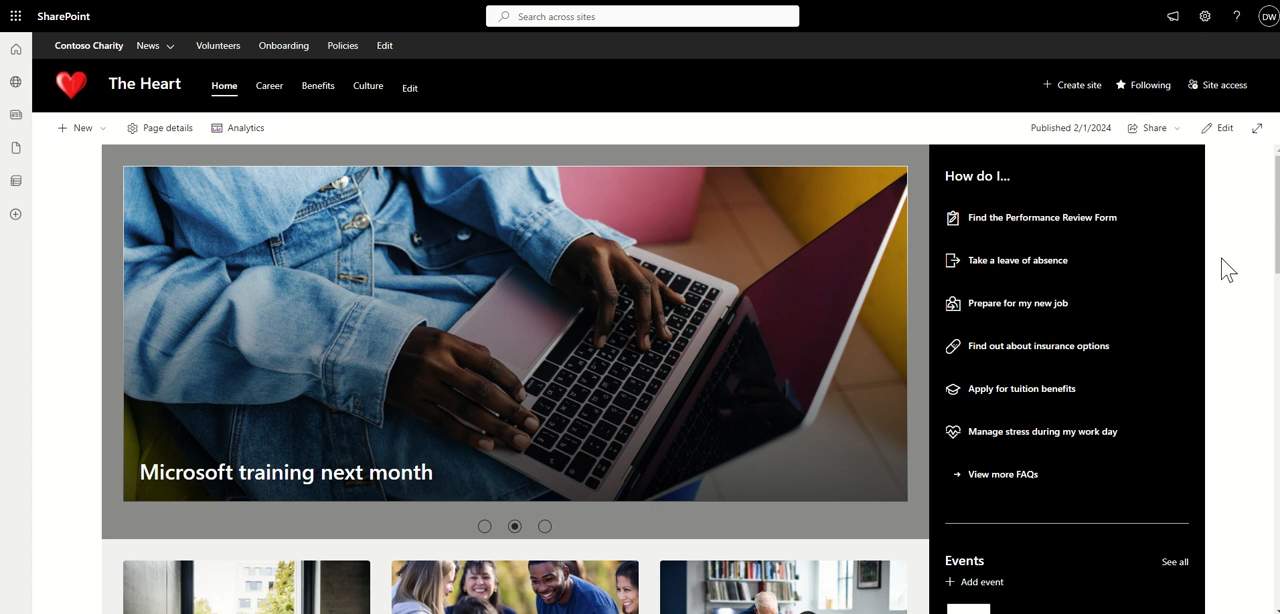 SharePoint
Search across sites
DW
Contoso Charity News Volunteers Onboarding Policies Edit
The Heart
Home Career Benefits Culture Edit
Create site Following Site access
New Page details Analytics
Published 2/1/2024 Share Edit
Microsoft training next month
How do I...
Find the Performance Review Form
Take a leave of absence
Prepare for my new job
Find out about insurance options
Apply for tuition benefits
Manage stress during my work day
View more FAQs
Events See all
Add event